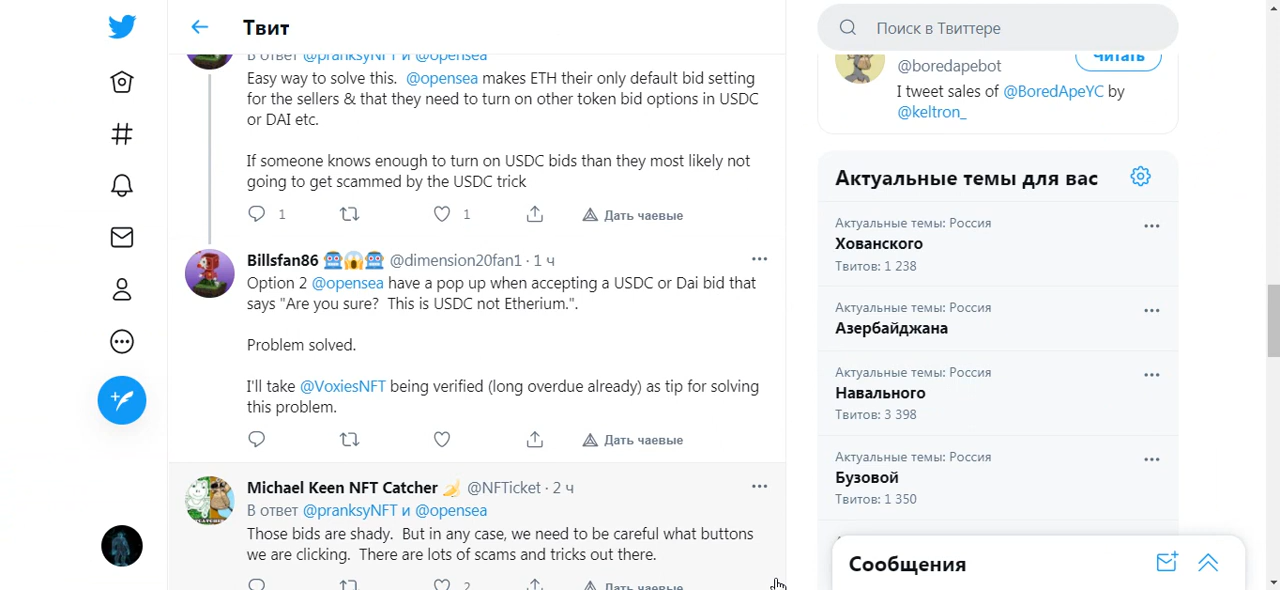 Твит
В ответ @pranksyNFT и @opensea
Easy way to solve this. @opensea makes ETH their only default bid setting
for the sellers & that they need to turn on other token bid options in USDC
or DAI etc.
If someone knows enough to turn on USDC bids than they most likely not
going to get scammed by the USDC trick
1
1
Дать чаевые
Billsfan86 🤖😱🤖 @dimension20fan1 · 1 ч
Option 2 @opensea have a pop up when accepting a USDC or Dai bid that
says "Are you sure? This is USDC not Etherium.".
Problem solved.
I'll take @VoxiesNFT being verified (long overdue already) as tip for solving
this problem.
Дать чаевые
Michael Keen NFT Catcher 🍌 @NFTicket · 2 ч
В ответ @pranksyNFT и @opensea
Those bids are shady. But in any case, we need to be careful what buttons
we are clicking. There are lots of scams and tricks out there.
2
Дать чаевые
Поиск в Твиттере
@boredapebot
Читать
I tweet sales of @BoredApeYC by
@keltron_
Актуальные темы для вас
Актуальные темы: Россия
Хованского
Твитов: 1 238
Актуальные темы: Россия
Азербайджана
Актуальные темы: Россия
Навального
Твитов: 3 398
Актуальные темы: Россия
Бузовой
Твитов: 1 350
Сообщения